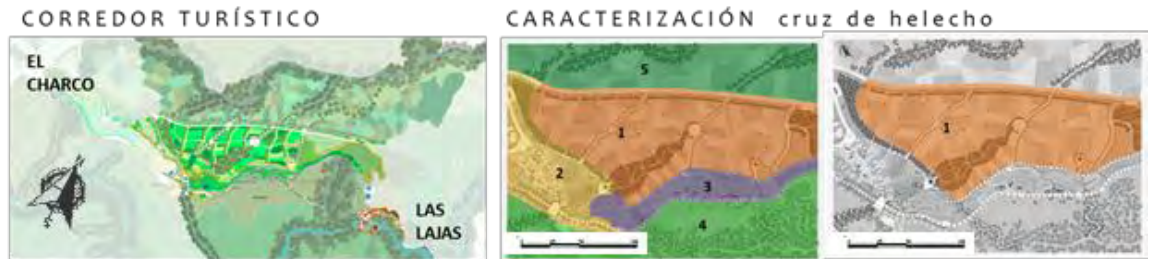 CORREDOR TURÍSTICO
CARACTERIZACIÓN cruz de helecho
EL
CHARCO
LAS
LAJAS
5
1
2
3
4
1